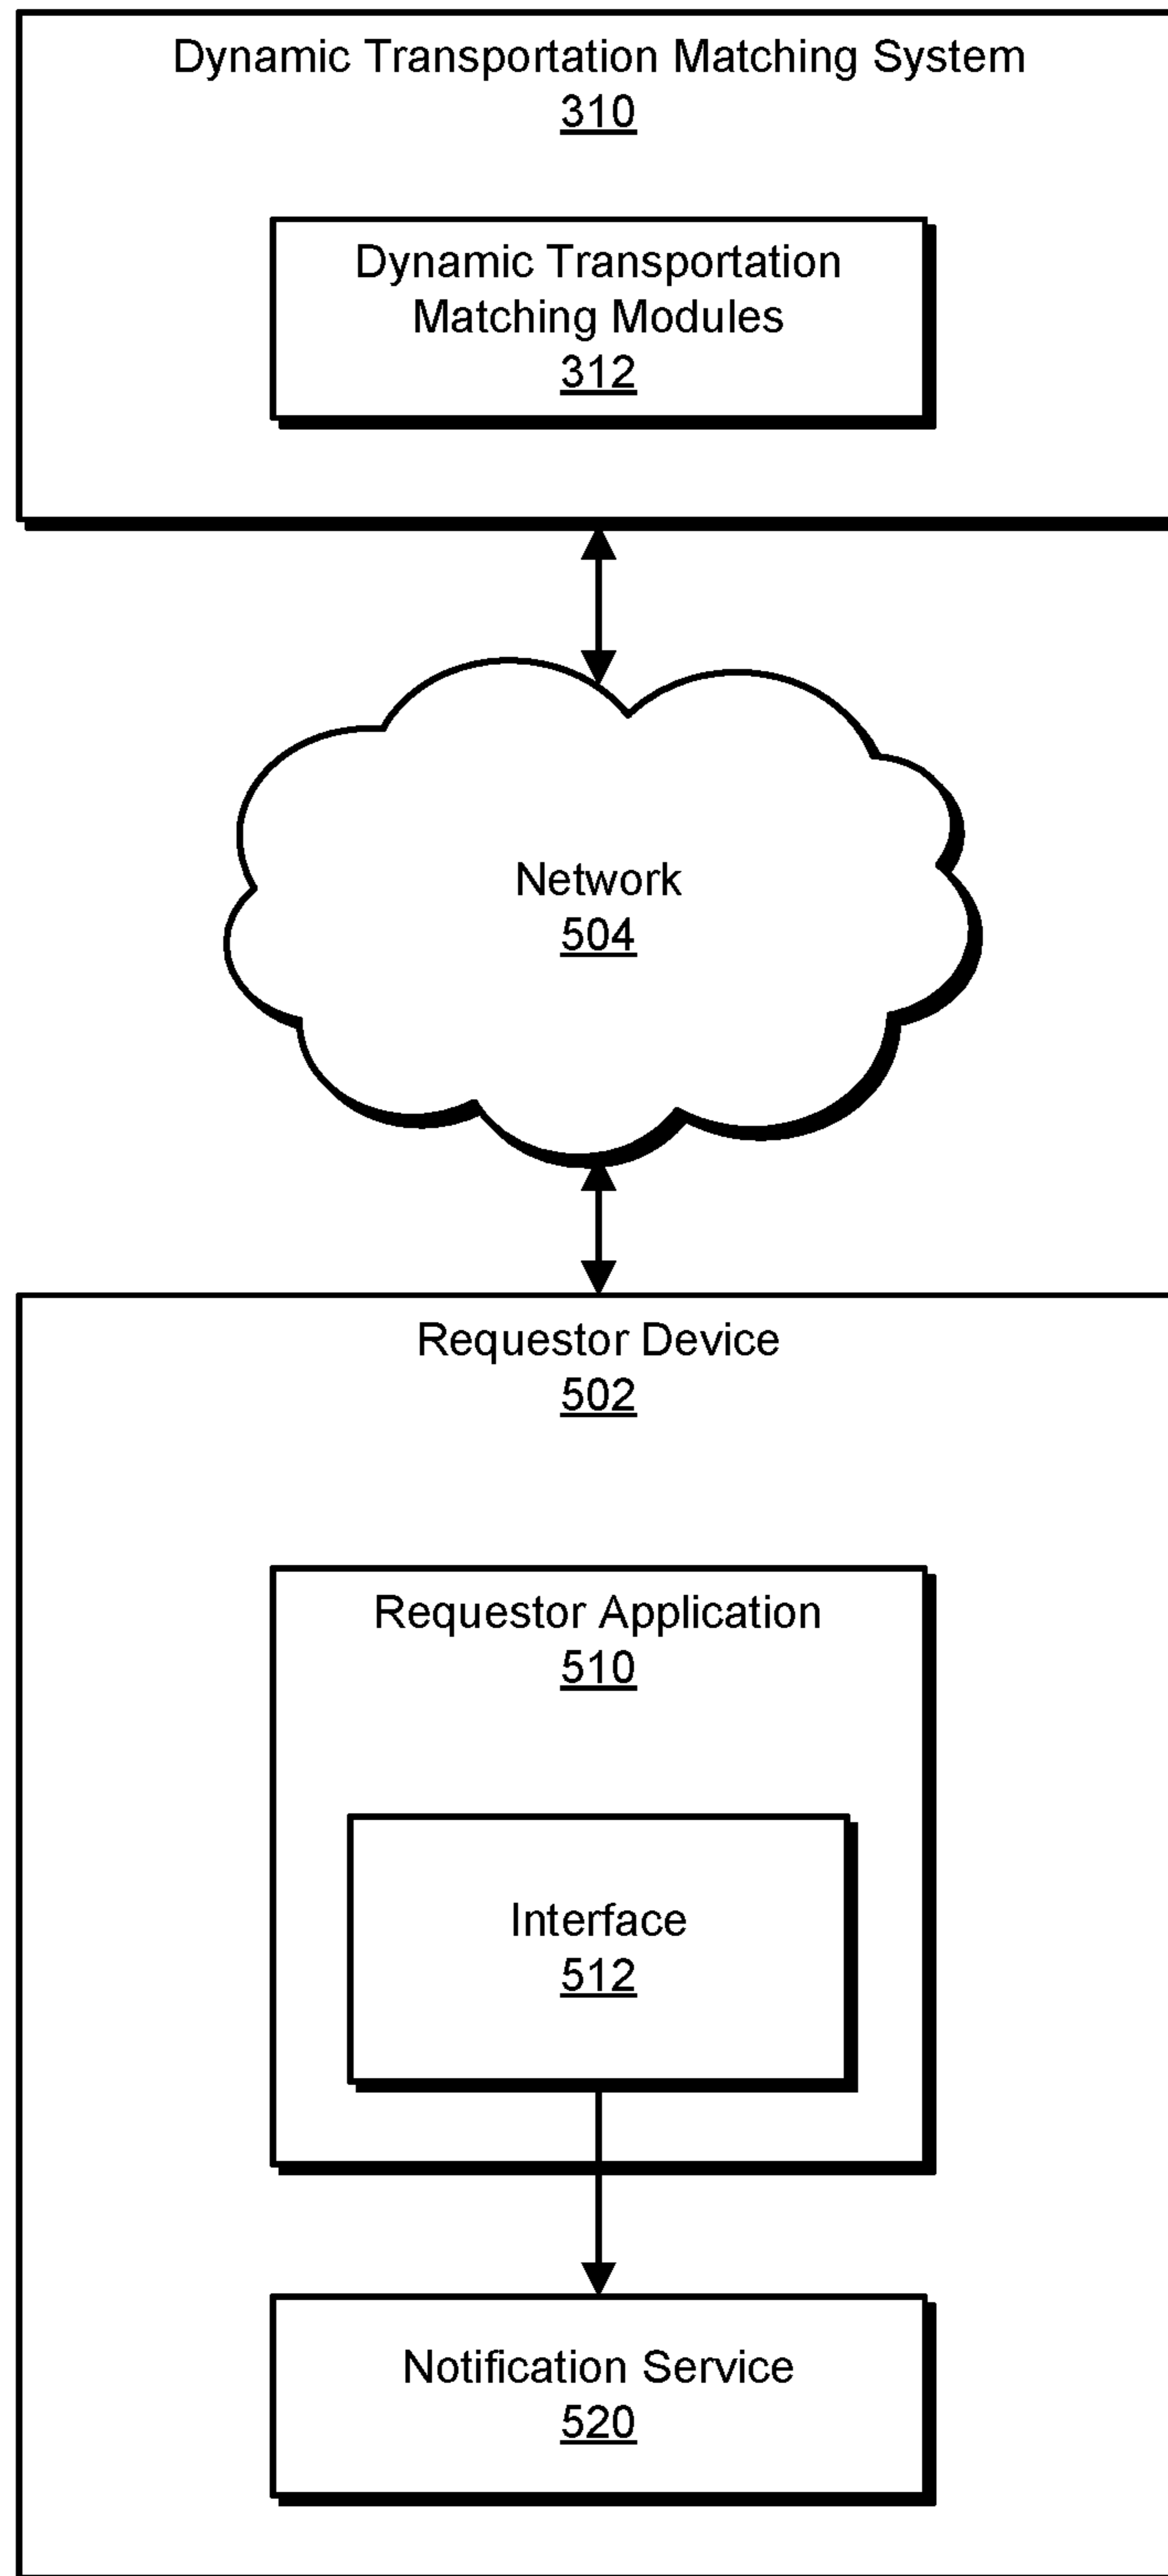 Dynamic Transportation Matching System
310
Dynamic Transportation
Matching Modules
312
Network
504
Requestor Device
502
Requestor Application
510
Interface
512
Notification Service
520